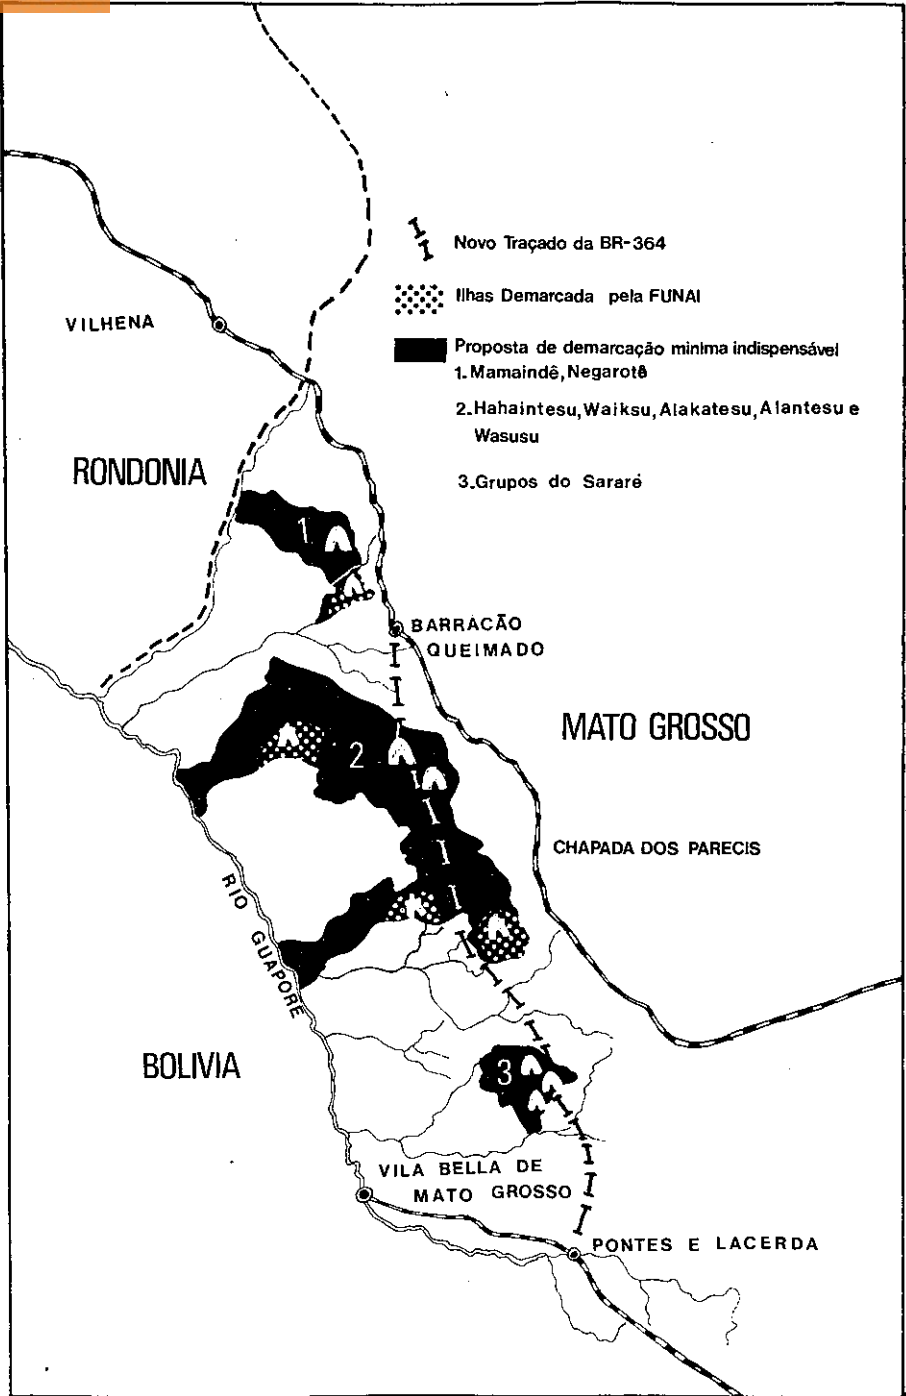 Novo Traçado da BR-364
Ilhas Demarcada pela FUNAI
Proposta de demarcação minima indispensável
1. Mamaindê, Negarotê
2. Hahaintesu, Waiksu, Alakatesu, Alantesu e
Wasusu
3. Grupos do Sararé
VILHENA
RONDONIA
1
BARRACÃO
QUEIMADO
MATO GROSSO
2
CHAPADA DOS PARECIS
RIO GUAPORÉ
BOLIVIA
3
VILA BELLA DE
MATO GROSSO
PONTES E LACERDA